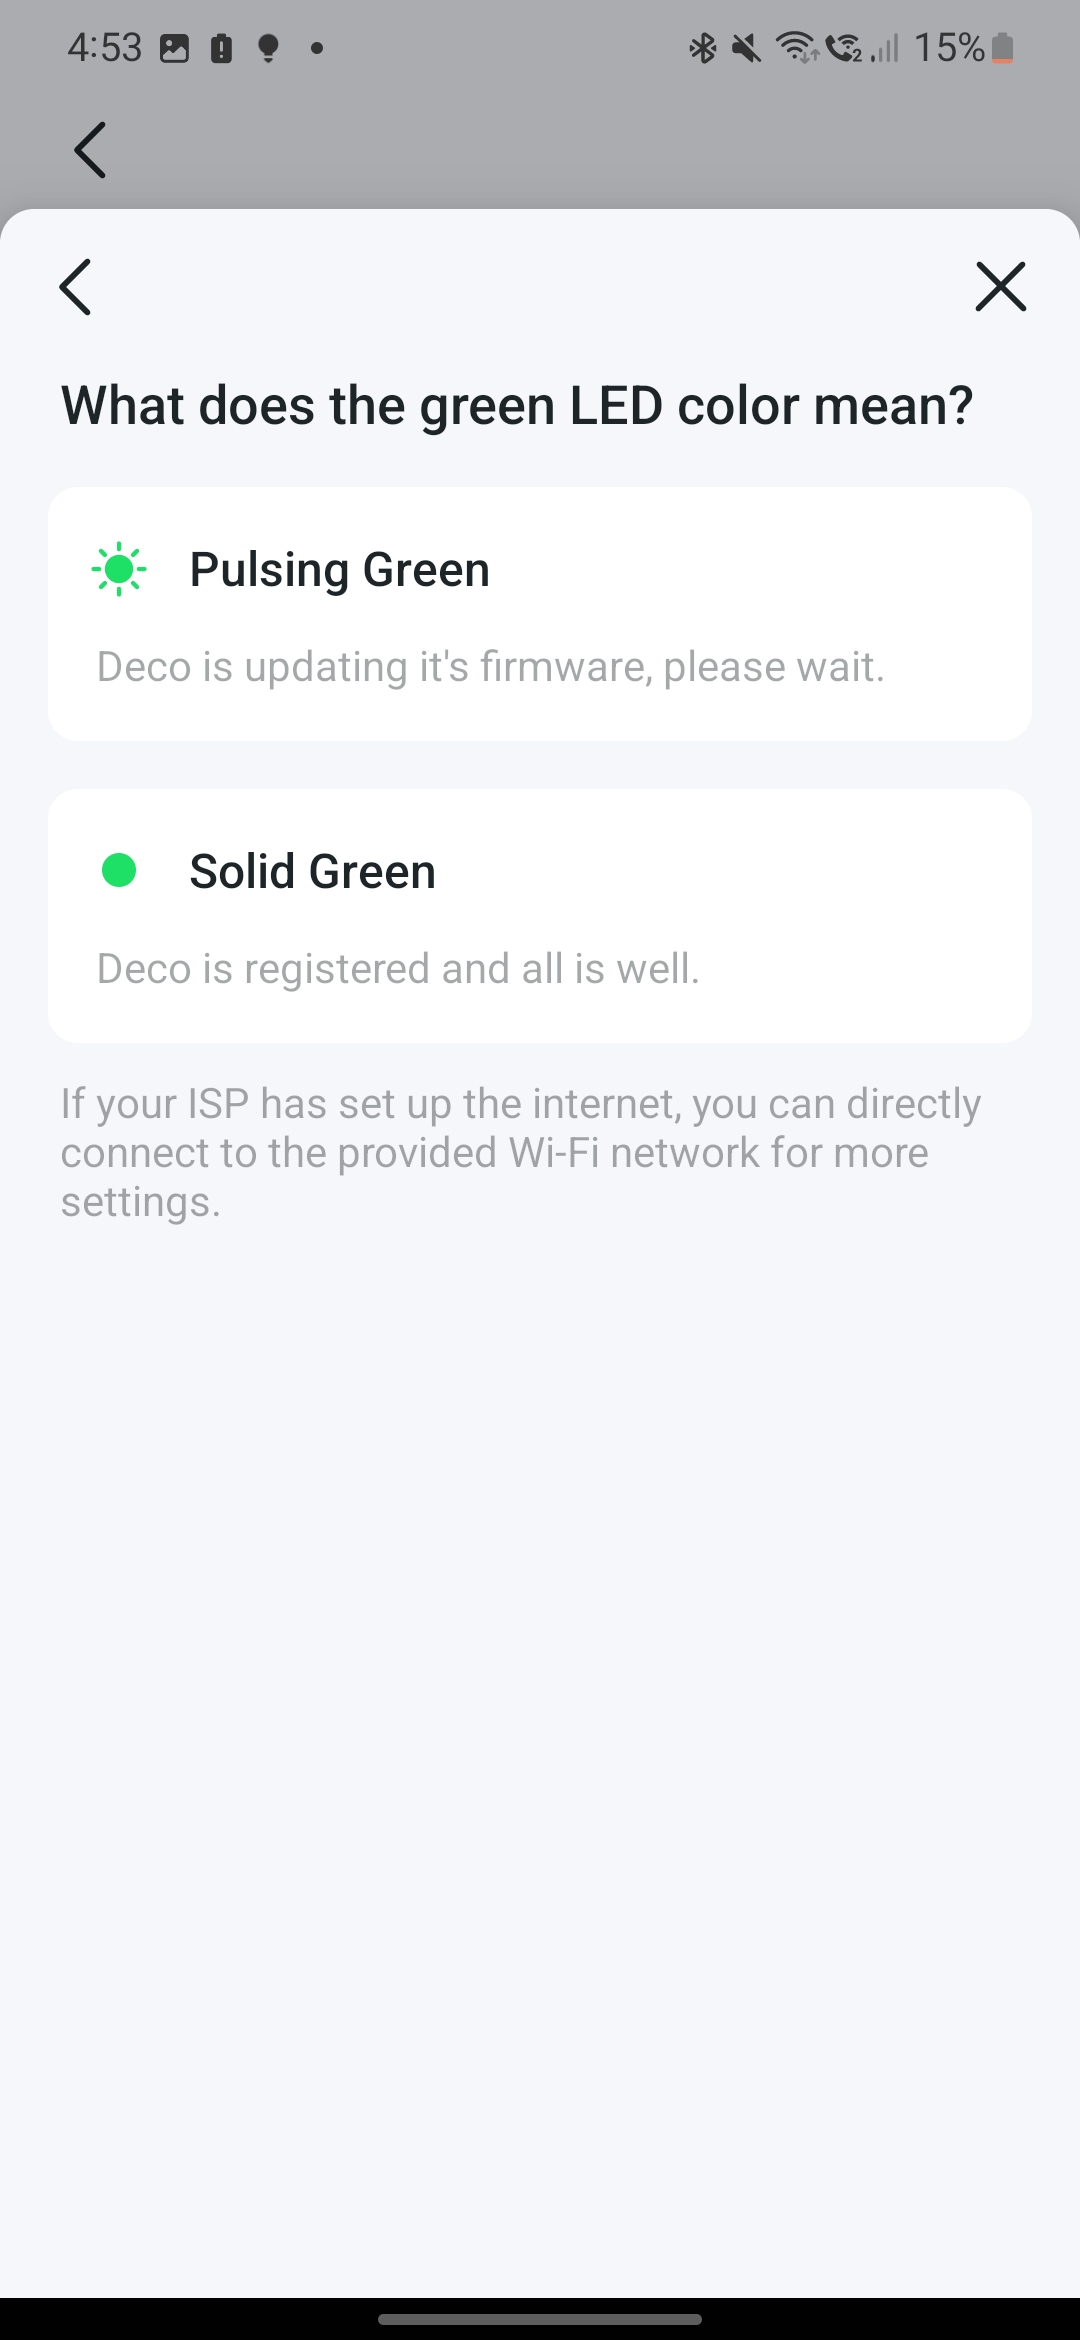 4:53
2
15%
What does the green LED color mean?
Pulsing Green
Deco is updating it's firmware, please wait.
Solid Green
Deco is registered and all is well.
If your ISP has set up the internet, you can directly
connect to the provided Wi-Fi network for more
settings.